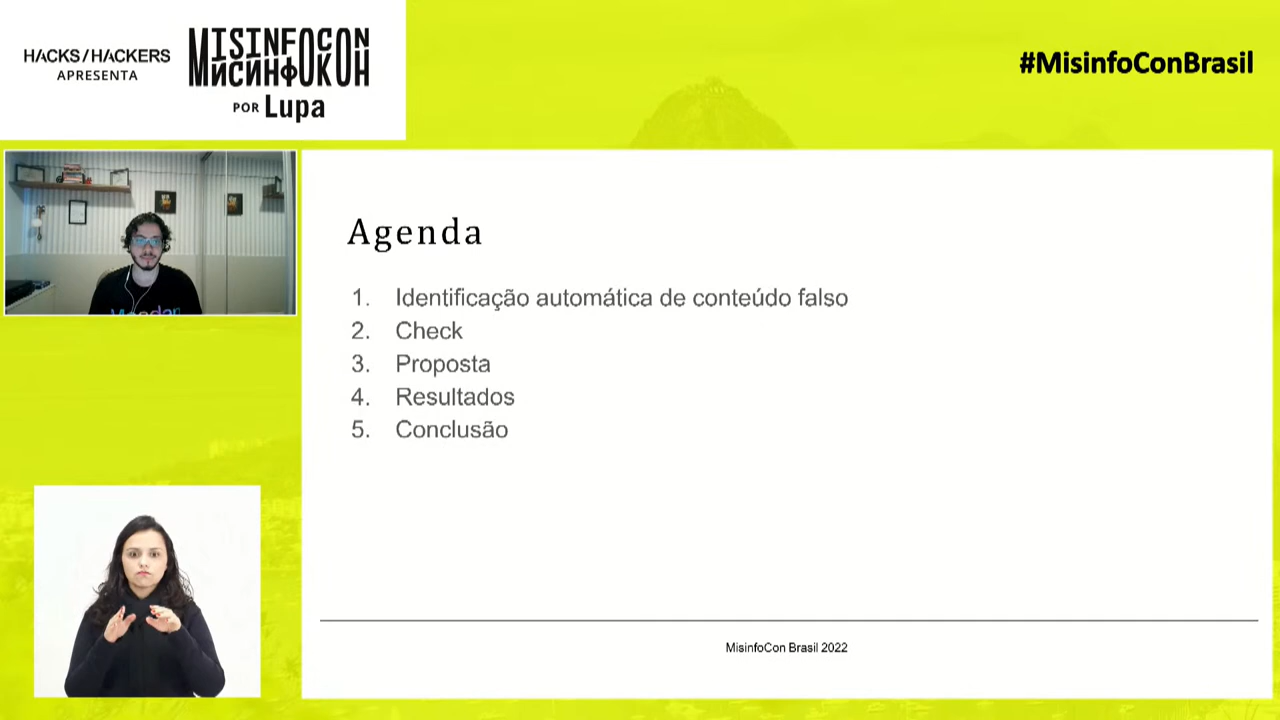 HACKS/HACKERS
APRESENTA
MISINFOCON
МИСИНФОКОН
POR Lupa
#MisinfoConBrasil
Agenda
1. Identificação automática de conteúdo falso
2. Check
3. Proposta
4. Resultados
5. Conclusão
MisinfoCon Brasil 2022